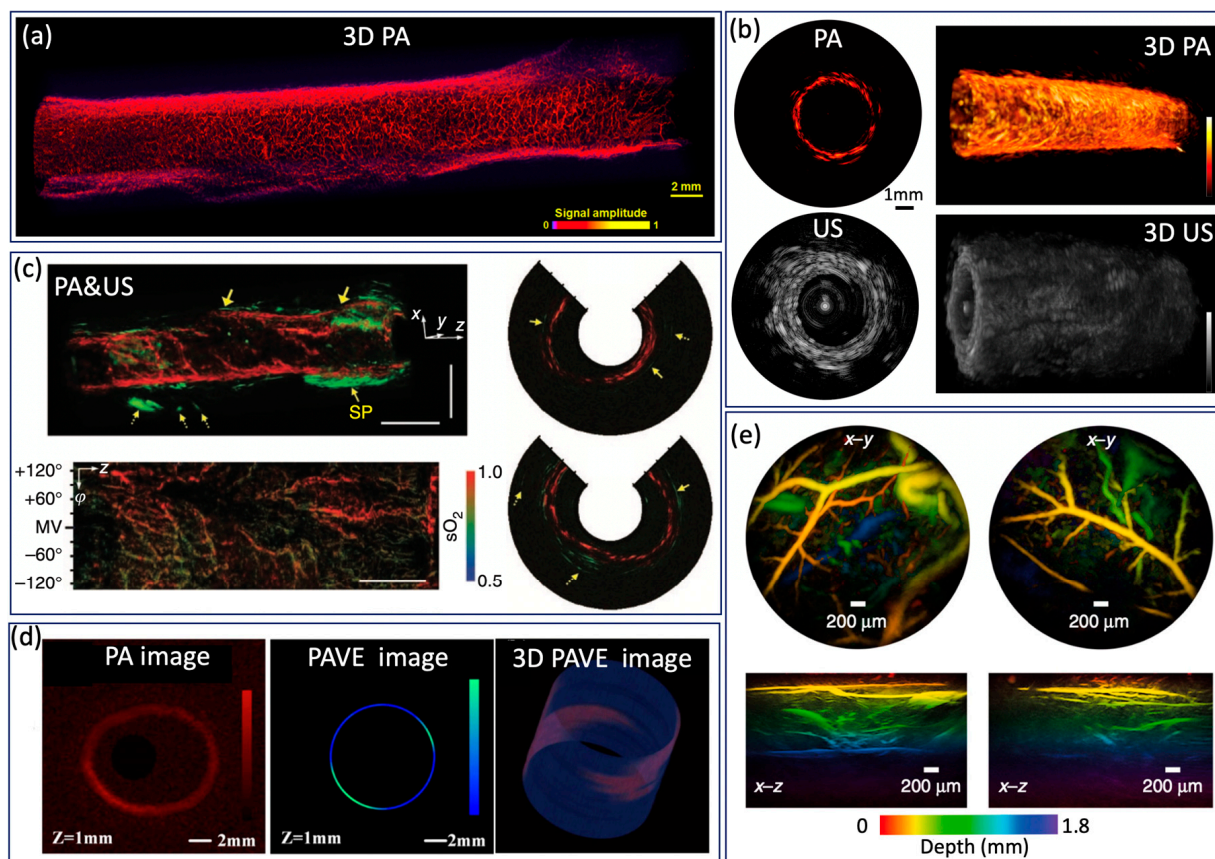 (a)
3D PA
2 mm
Signal amplitude
0
1
(b)
PA
3D PA
1mm
US
3D US
(c)
PA&US
x
y
z
SP
+120°
+60°
MV
−60°
−120°
z
φ
1.0
sO2
0.5
(d)
PA image
Z=1mm
2mm
PAVE image
Z=1mm
2mm
3D PAVE image
(e)
x–y
200 µm
x–y
200 µm
x–z
200 µm
x–z
200 µm
0
1.8
Depth (mm)